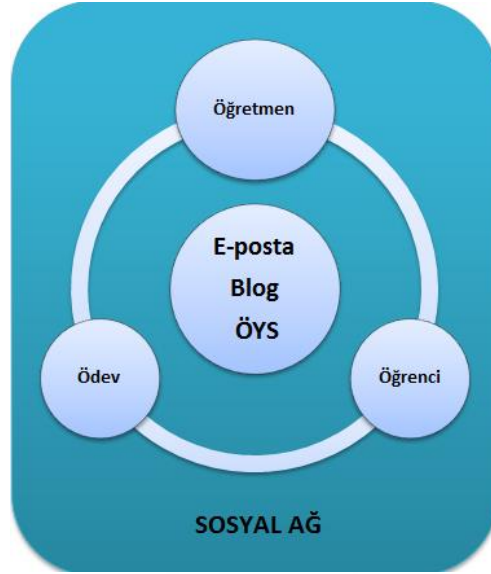 Öğretmen
E-posta
Blog
ÖYS
Ödev
Öğrenci
SOSYAL AĞ